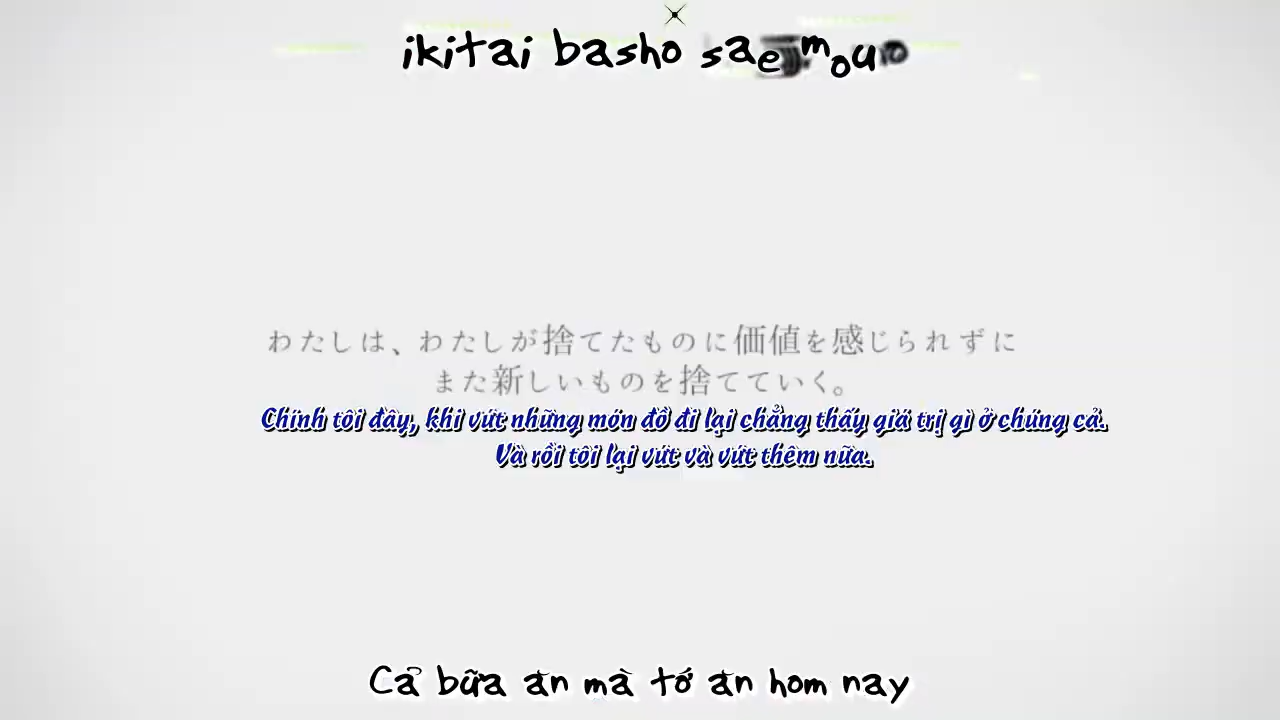 ikitai basho sae mou
わたしは、わたしが捨てたものに価値を感じられずに
また新しいものを捨てていく。
Chính tôi đây, khi vứt những món đồ đi lại chẳng thấy giá trị gì ở chúng cả.
Và rồi tôi lại vứt và vứt thêm nữa.
Cả bữa ăn mà tớ ăn hom nay